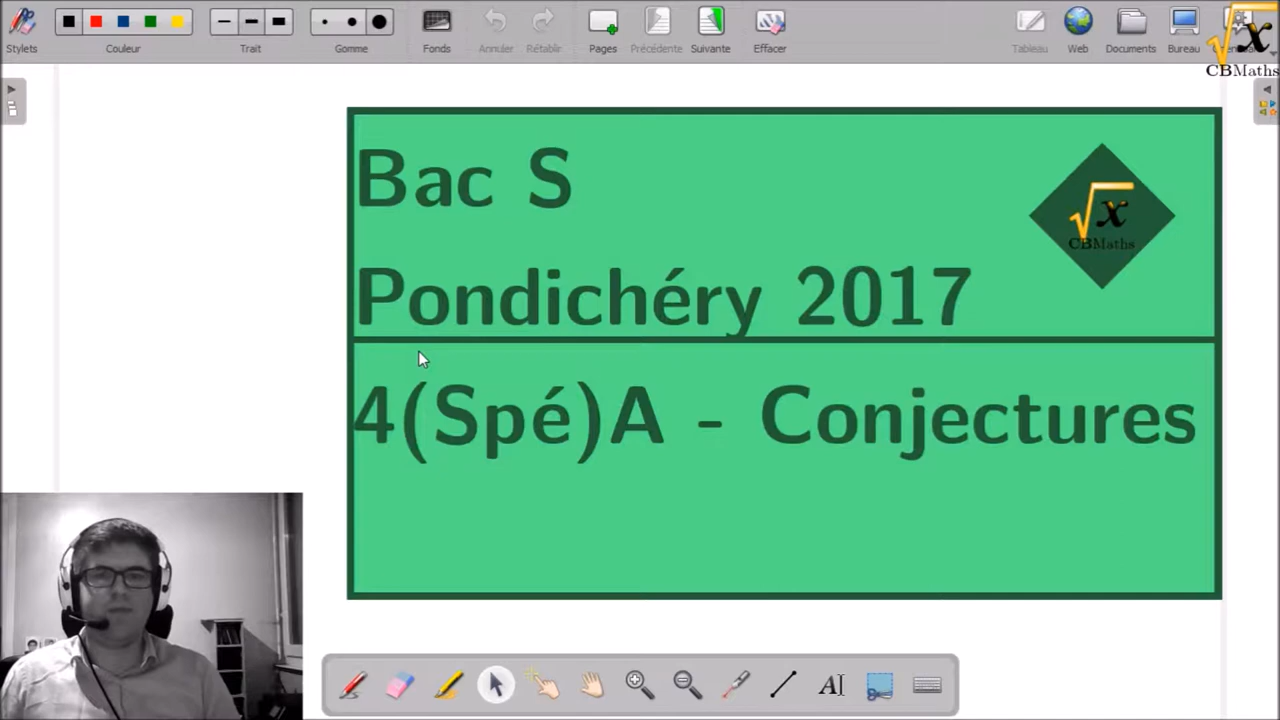 Stylets
Couleur
Trait
Gomme
Fonds
Annuler
Rétablir
Pages
Précédente
Suivante
Effacer
Tableau
Web
Documents
Bureau
√x
CBMaths
Bac S
Pondichéry 2017
√x
CBMaths
4(Spé)A - Conjectures
AI